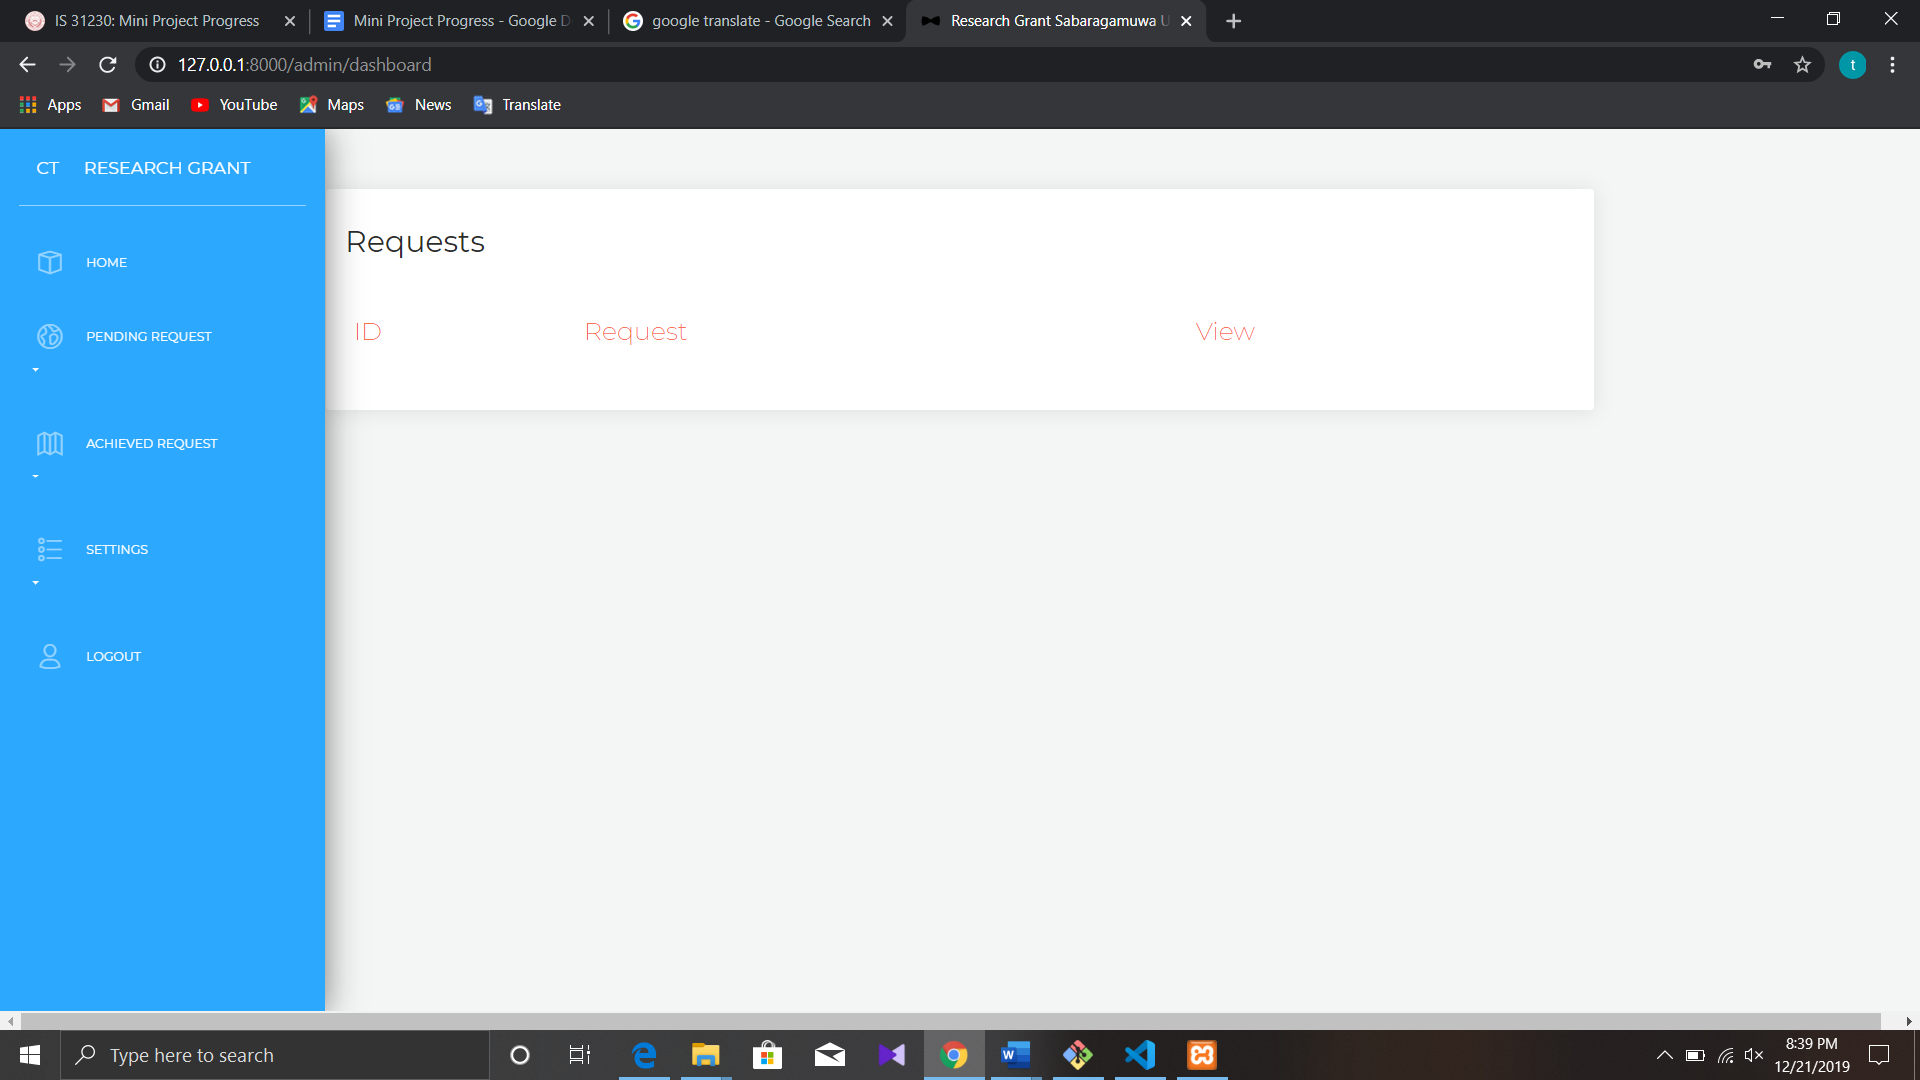 IS 31230: Mini Project Progress
Mini Project Progress - Google D
google translate - Google Search
Research Grant Sabaragamuwa U
127.0.0.1:8000/admin/dashboard
t
Apps
Gmail
YouTube
Maps
News
Translate
CT RESEARCH GRANT
HOME
PENDING REQUEST
ACHIEVED REQUEST
SETTINGS
LOGOUT
Requests
ID Request View
Type here to search
8:39 PM
12/21/2019